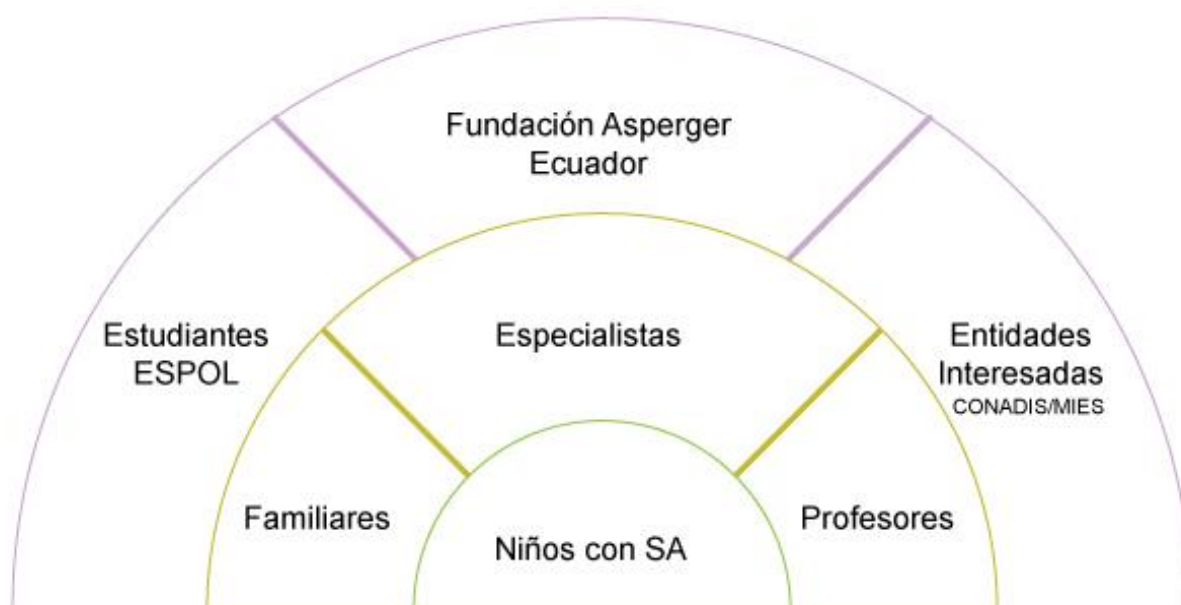 Fundación Asperger
Ecuador
Estudiantes
ESPOL
Especialistas
Entidades
Interesadas
CONADIS/MIES
Familiares
Niños con SA
Profesores